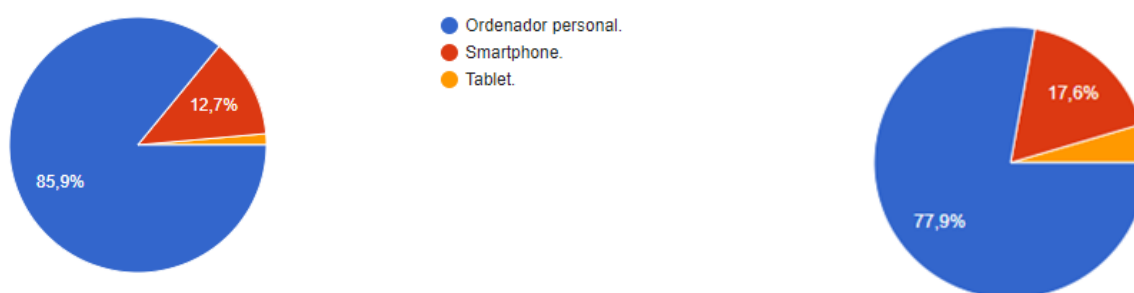 Ordenador personal.
Smartphone.
Tablet.
12,7%
85,9%
17,6%
77,9%